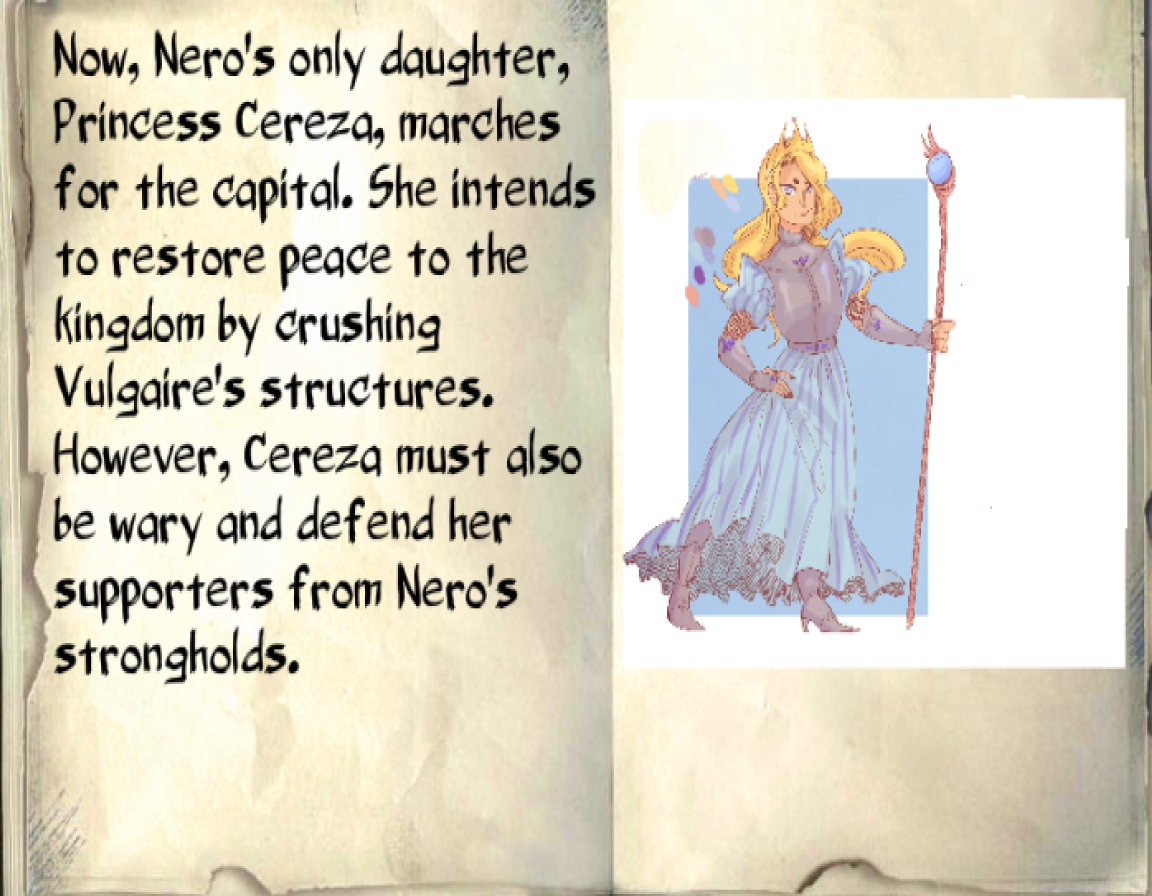 Now, Nero's only daughter,
Princess Cereza, marches
for the capital. She intends
to restore peace to the
kingdom by crushing
Vulgaire's structures.
However, Cereza must also
be wary and defend her
supporters from Nero's
strongholds.